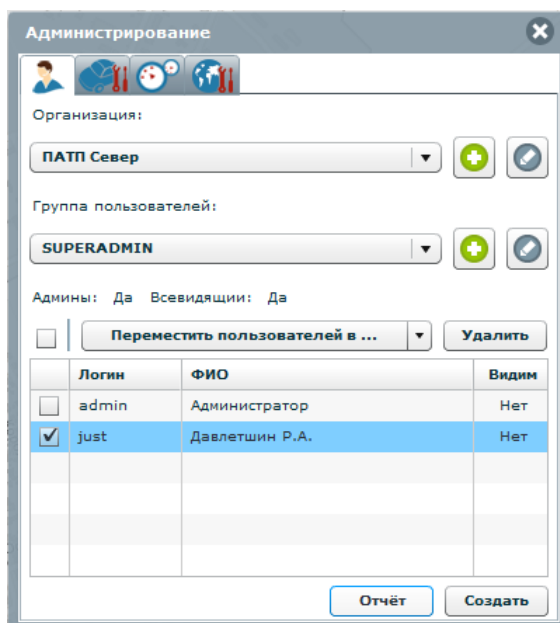 Администрирование
Организация:
ПАТП Север
Группа пользователей:
SUPERADMIN
Админы: Да Всевидящии: Да
Переместить пользователей в ... Удалить
Логин ФИО Видим
admin Администратор Нет
just Давлетшин Р.А. Нет
Отчёт Создать